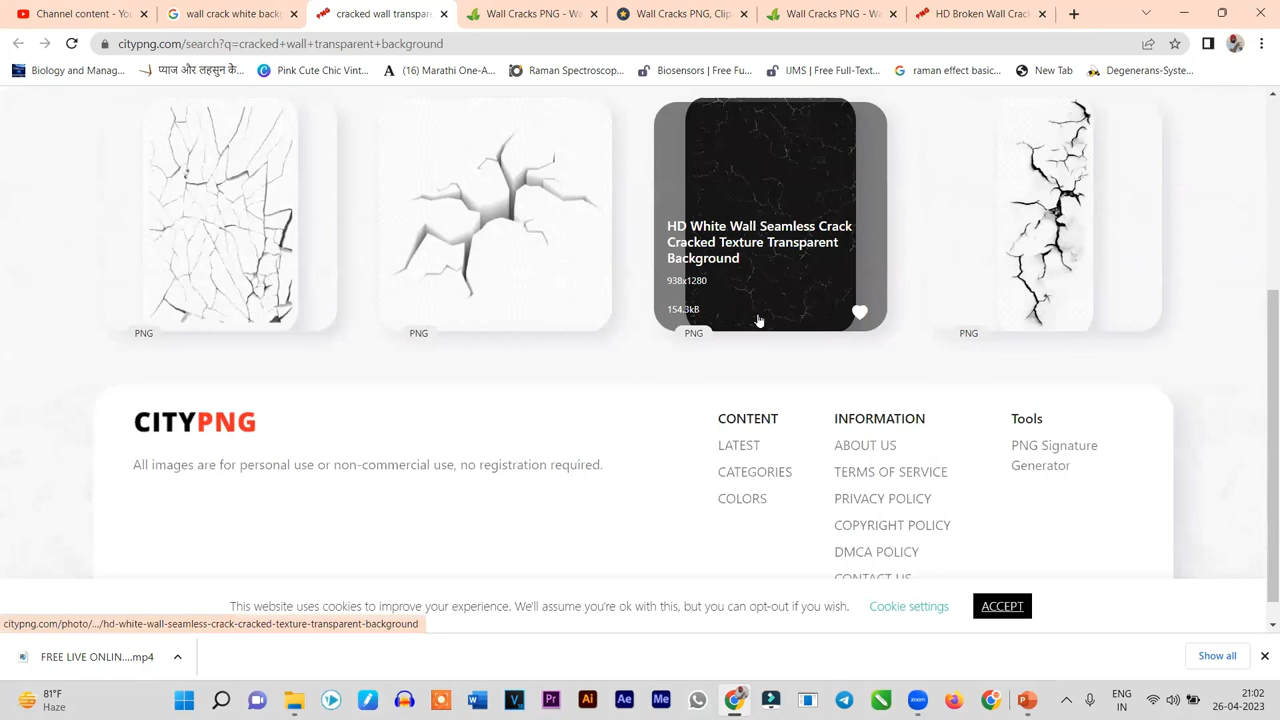 Channel content - YouTu
wall crack white back
cracked wall transpare
Wall Cracks PNG - Wa
Wall Cracks PNG, Clip
Wall Cracks PNG - Wa
HD Broken Wall Crac
citypng.com/search?q=cracked+wall+transparent+background
Biology and Manag...
प्याज और लहसुन के...
Pink Cute Chic Vint...
(16) Marathi One-A...
Raman Spectroscop...
Biosensors | Free Fu...
IJMS | Free Full-Text...
raman effect basic...
New Tab
Degenerans-Syste...
HD White Wall Seamless Crack
Cracked Texture Transparent
Background
938x1280
154.3kB
PNG
PNG
PNG
PNG
CITYPNG
All images are for personal use or non-commercial use, no registration required.
CONTENT
LATEST
CATEGORIES
COLORS
INFORMATION
ABOUT US
TERMS OF SERVICE
PRIVACY POLICY
COPYRIGHT POLICY
DMCA POLICY
CONTACT US
Tools
PNG Signature
Generator
This website uses cookies to improve your experience. We'll assume you're ok with this, but you can opt-out if you wish.
Cookie settings
ACCEPT
citypng.com/photo/.../hd-white-wall-seamless-crack-cracked-texture-transparent-background
FREE LIVE ONLIN....mp4
Show all
81°F
Haze
ENG
IN
21:02
26-04-2023